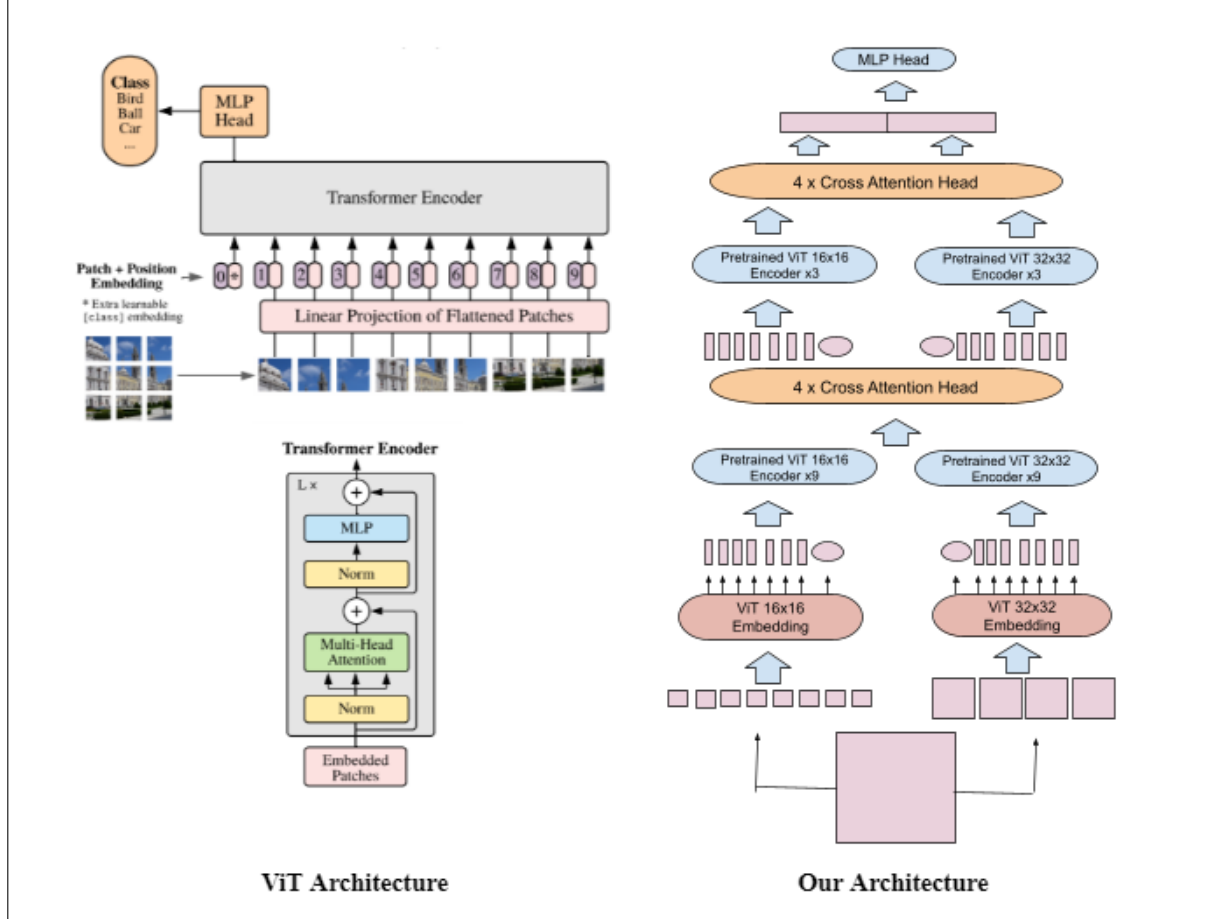 Class
Bird
Ball
Car
...
MLP
Head
Transformer Encoder
Patch + Position
Embedding
0 * 1 2 3 4 5 6 7 8 9
* Extra learnable
[class] embedding
Linear Projection of Flattened Patches
Transformer Encoder
L x
+
MLP
Norm
+
Multi-Head
Attention
Norm
Embedded
Patches
ViT Architecture
MLP Head
4 x Cross Attention Head
Pretrained ViT 16x16
Encoder x3
Pretrained ViT 32x32
Encoder x3
4 x Cross Attention Head
Pretrained ViT 16x16
Encoder x9
Pretrained ViT 32x32
Encoder x9
ViT 16x16
Embedding
ViT 32x32
Embedding
Our Architecture